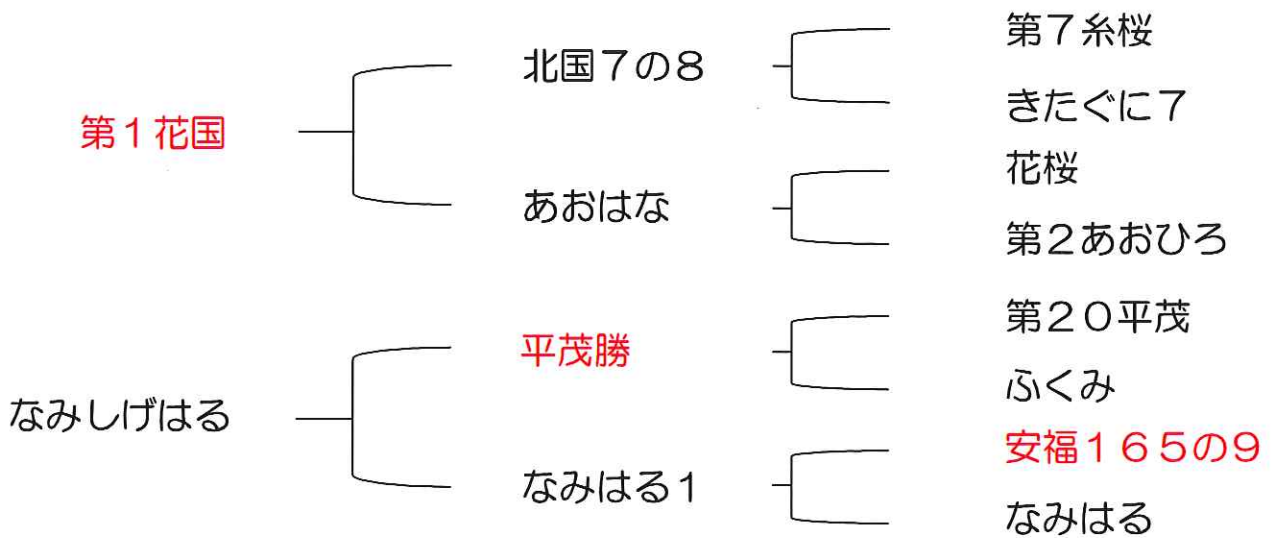 第７糸桜
北国７の８
きたぐに７
第１花国
花桜
あおはな
第２あおひろ
第２０平茂
平茂勝
ふくみ
なみしげはる
安福１６５の９
なみはる１
なみはる